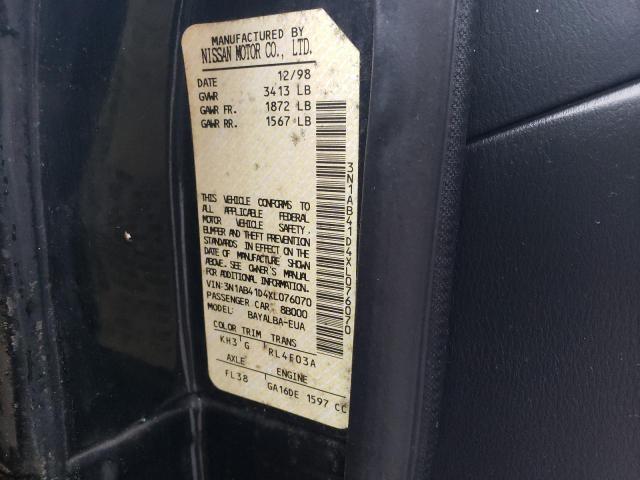 MANUFACTURED BY
NISSAN MOTOR CO., LTD.
DATE 12/98
GVWR 3413 LB
GAWR FR. 1872 LB
GAWR RR. 1567 LB
THIS VEHICLE CONFORMS TO
ALL APPLICABLE FEDERAL
MOTOR VEHICLE SAFETY,
BUMPER AND THEFT PREVENTION
STANDARDS IN EFFECT ON THE
DATE OF MANUFACTURE SHOWN
ABOVE. SEE OWNER'S MANUAL
FOR ADDITIONAL INFORMATION.
VIN:3N1AB41D4XL076070
PASSENGER CAR 8B000
MODEL: BAYALBA-EUA
COLOR TRIM TRANS
KH3 G RL4F03A
AXLE ENGINE
FL38 GA16DE 1597 CC
3N1AB41D4XL076070